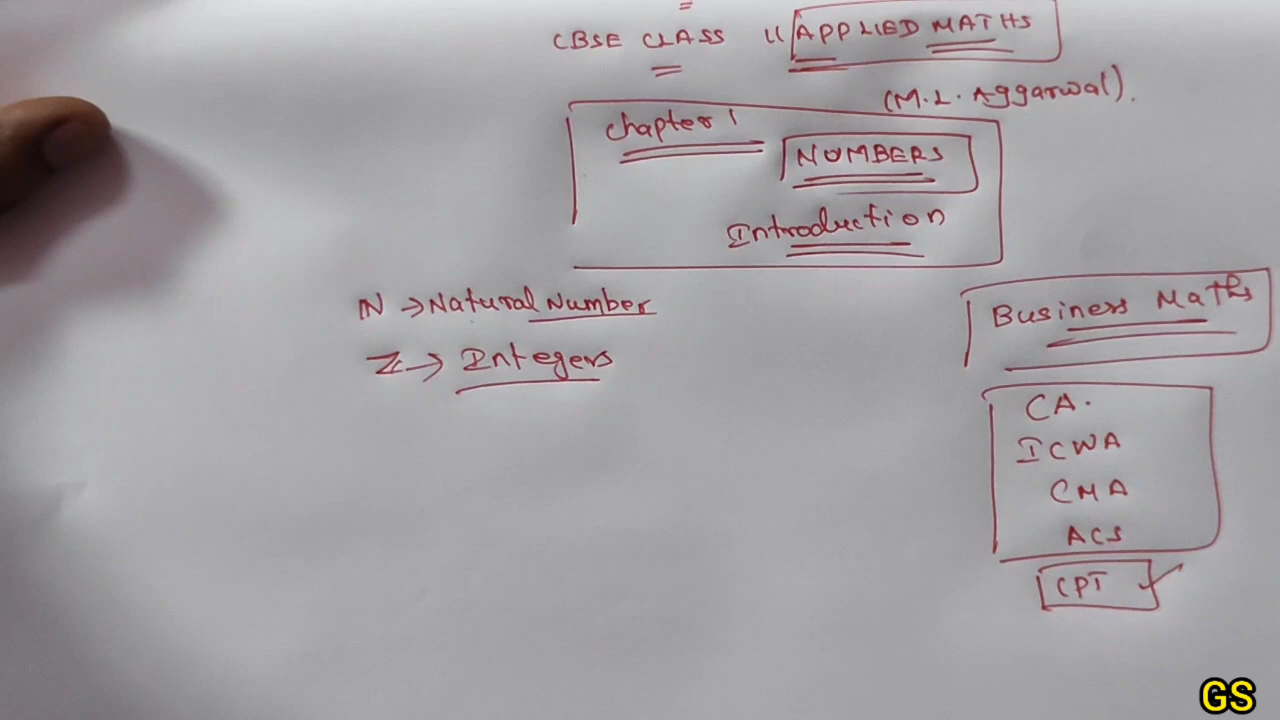 CBSE CLASS 11 APPLIED MATHS
(M.L. Aggarwal).
Chapter 1
NUMBERS
Introduction
N → Natural Number
Z → Integers
Business Maths
CA.
ICWA
CMA
ACS
CPT ✓
GS